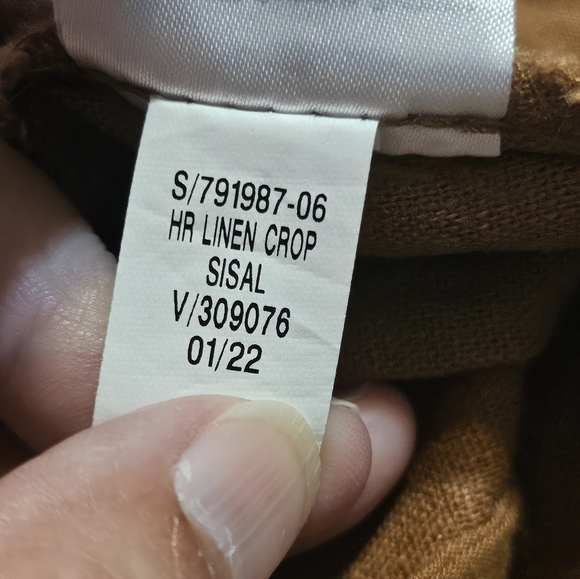 S/791987-06
HR LINEN CROP
SISAL
V/309076
01/22